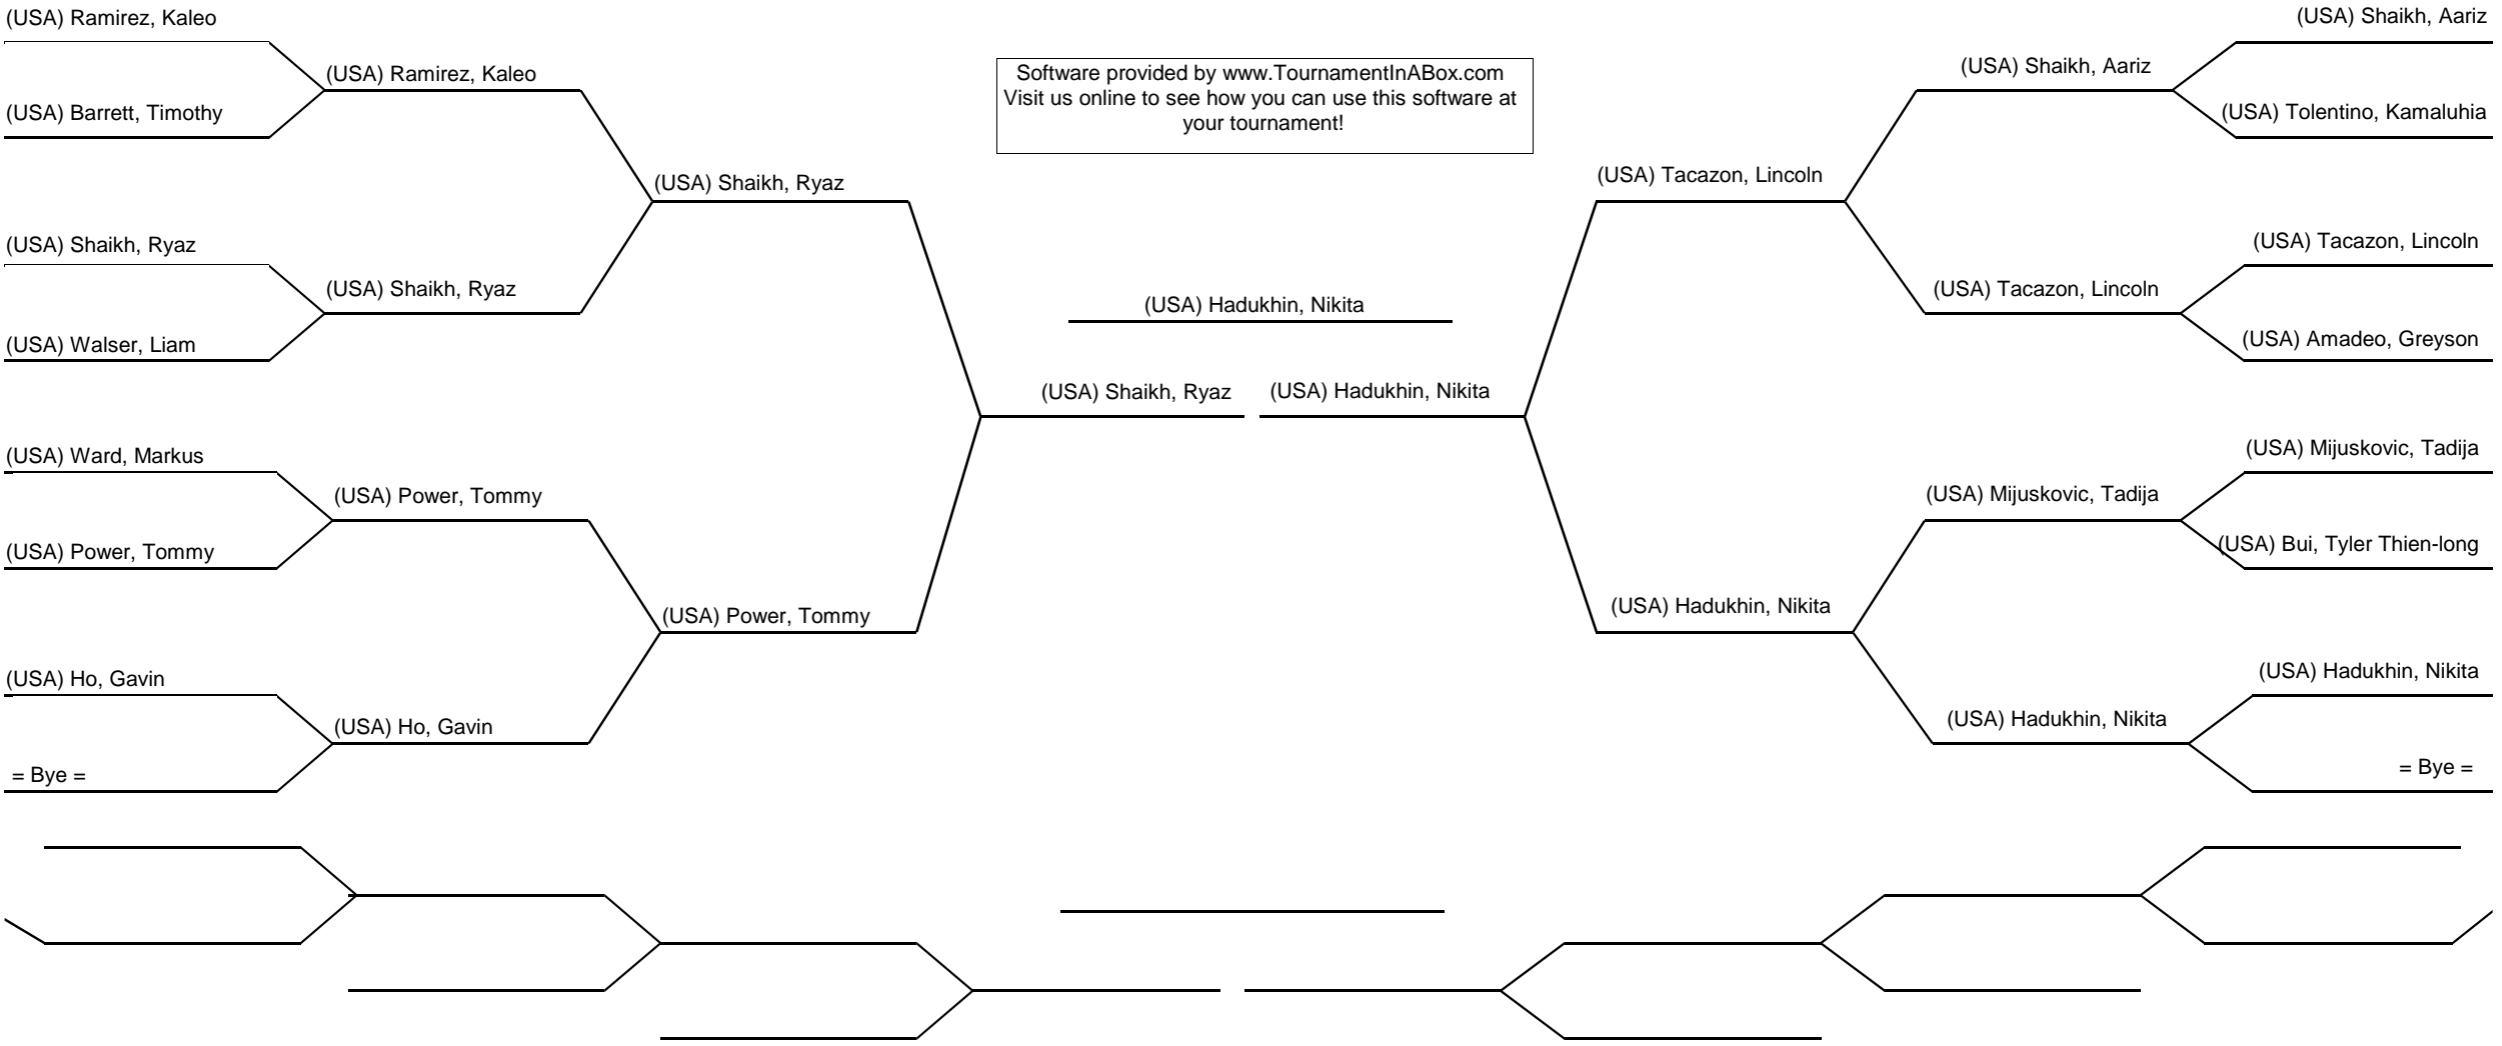 (USA) Ramirez, Kaleo
(USA) Barrett, Timothy
(USA) Shaikh, Ryaz
(USA) Walser, Liam
(USA) Ward, Markus
(USA) Power, Tommy
(USA) Ho, Gavin
= Bye =
(USA) Ramirez, Kaleo
(USA) Shaikh, Ryaz
(USA) Power, Tommy
(USA) Ho, Gavin
(USA) Shaikh, Ryaz
(USA) Power, Tommy
Software provided by www.TournamentInABox.com
Visit us online to see how you can use this software at
your tournament!
(USA) Hadukhin, Nikita
(USA) Shaikh, Ryaz
(USA) Hadukhin, Nikita
(USA) Tacazon, Lincoln
(USA) Hadukhin, Nikita
(USA) Shaikh, Aariz
(USA) Tacazon, Lincoln
(USA) Mijuskovic, Tadija
(USA) Hadukhin, Nikita
(USA) Shaikh, Aariz
(USA) Tolentino, Kamaluhia
(USA) Tacazon, Lincoln
(USA) Amadeo, Greyson
(USA) Mijuskovic, Tadija
(USA) Bui, Tyler Thien-long
(USA) Hadukhin, Nikita
= Bye =